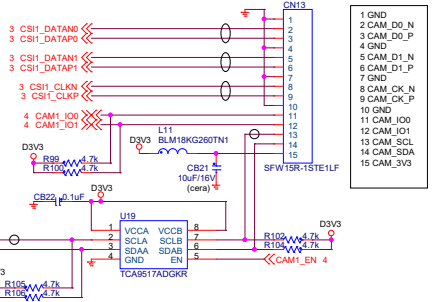 CN13
3 CSI1_DATAN0
3 CSI1_DATAP0
3 CSI1_DATAN1
3 CSI1_DATAP1
3 CSI1_CLKN
3 CSI1_CLKP
4 CAM1_IO0
4 CAM1_IO1
1
2
3
4
5
6
7
8
9
10
11
12
13
14
15
SFW15R-1STE1LF
1 GND
2 CAM_D0_N
3 CAM_D0_P
4 GND
5 CAM_D1_N
6 CAM_D1_P
7 GND
8 CAM_CK_N
9 CAM_CK_P
10 GND
11 CAM_IO0
12 CAM_IO1
13 CAM_SCL
14 CAM_SDA
15 CAM_3V3
L11
BLM18KG260TN1
D3V3
D3V3
R99 4.7k
R100 4.7k
CB21
10uF/16V
(cera)
D3V3
CB22 0.1uF
U19
1 VCCA VCCB 8
2 SCLA SCLB 7
3 SDAA SDAB 6
4 GND EN 5
TCA9517ADGKR
D3V3
R102 4.7k
R104 4.7k
CAM1_EN 4
V3
R105 4.7k
R106 4.7k